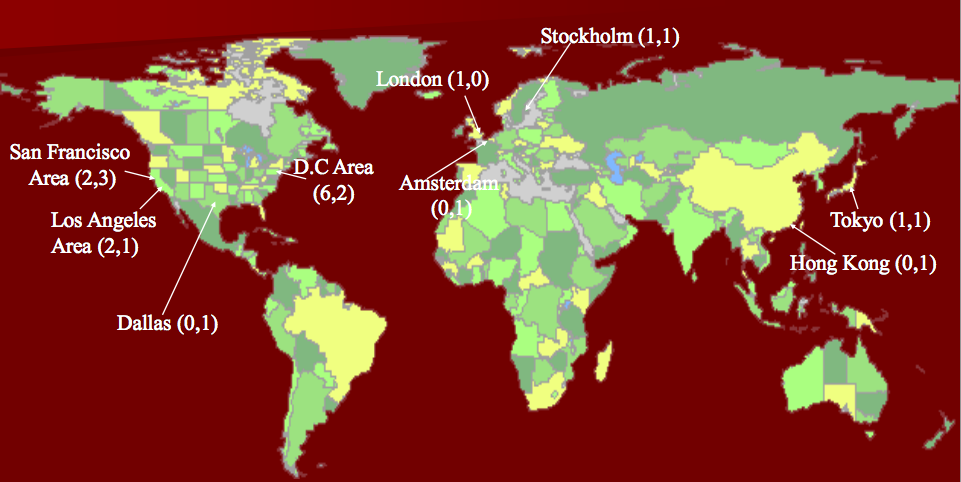 Stockholm (1,1)
London (1,0)
San Francisco
Area (2,3)
D.C Area
(6,2)
Amsterdam
(0,1)
Los Angeles
Area (2,1)
Tokyo (1,1)
Hong Kong (0,1)
Dallas (0,1)